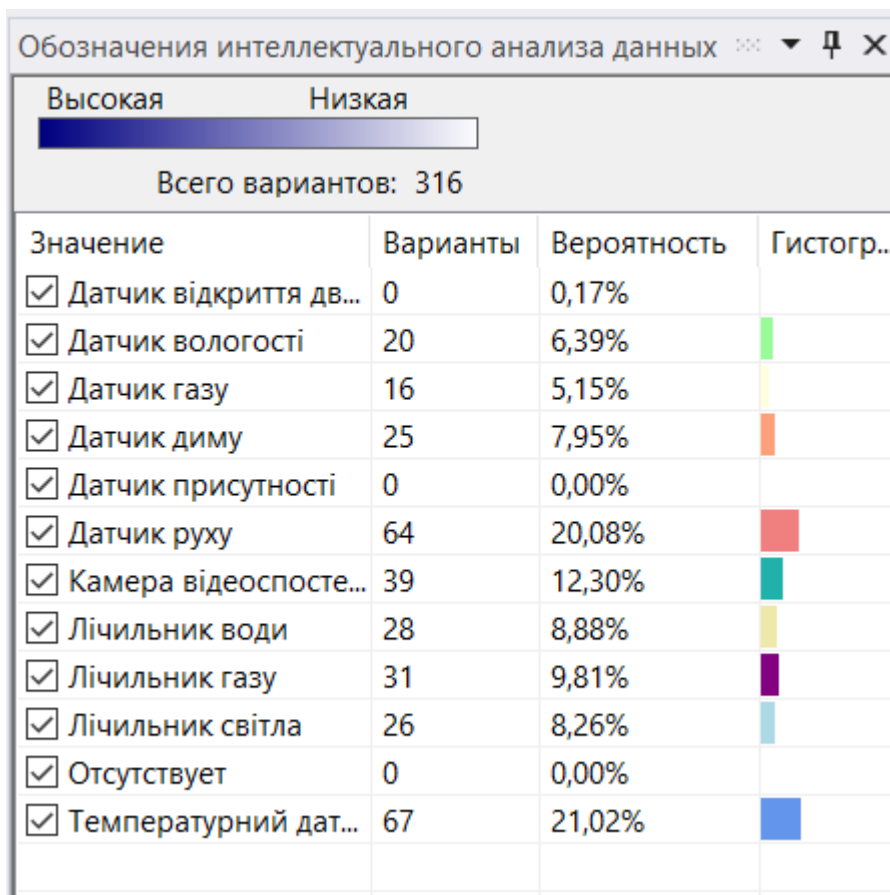 Обозначения интеллектуального анализа данных
Высокая Низкая
Всего вариантов: 316
Значение Варианты Вероятность Гистогр...
Датчик відкриття дв... 0 0,17%
Датчик вологості 20 6,39%
Датчик газу 16 5,15%
Датчик диму 25 7,95%
Датчик присутності 0 0,00%
Датчик руху 64 20,08%
Камера відеоспосте... 39 12,30%
Лічильник води 28 8,88%
Лічильник газу 31 9,81%
Лічильник світла 26 8,26%
Отсутствует 0 0,00%
Температурний дат... 67 21,02%